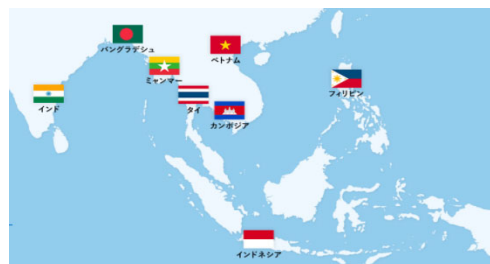 バングラデシュ
ベトナム
ミャンマー
フィリピン
インド
タイ
カンボジア
インドネシア